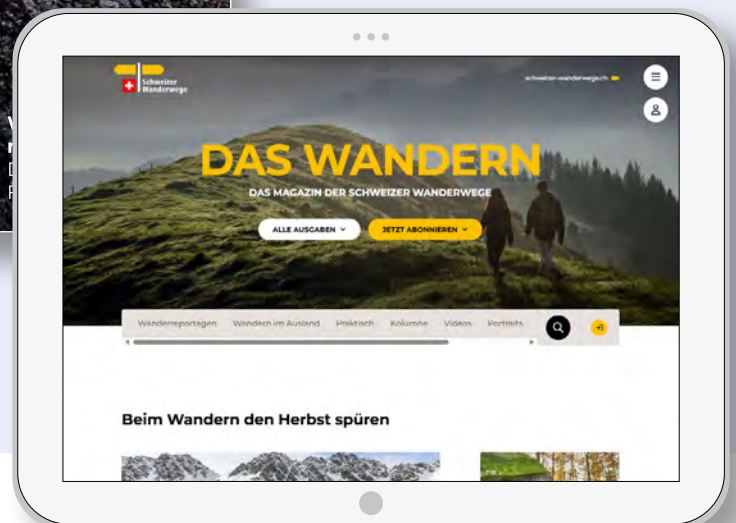 Schweizer
Wanderwege
schweizer-wanderwege.ch
DAS WANDERN
DAS MAGAZIN DER SCHWEIZER WANDERWEGE
ALLE AUSGABEN
JETZT ABONNIEREN
Wanderreportagen Wandern im Ausland Praktisch Kolumne Videos Portraits
Beim Wandern den Herbst spüren